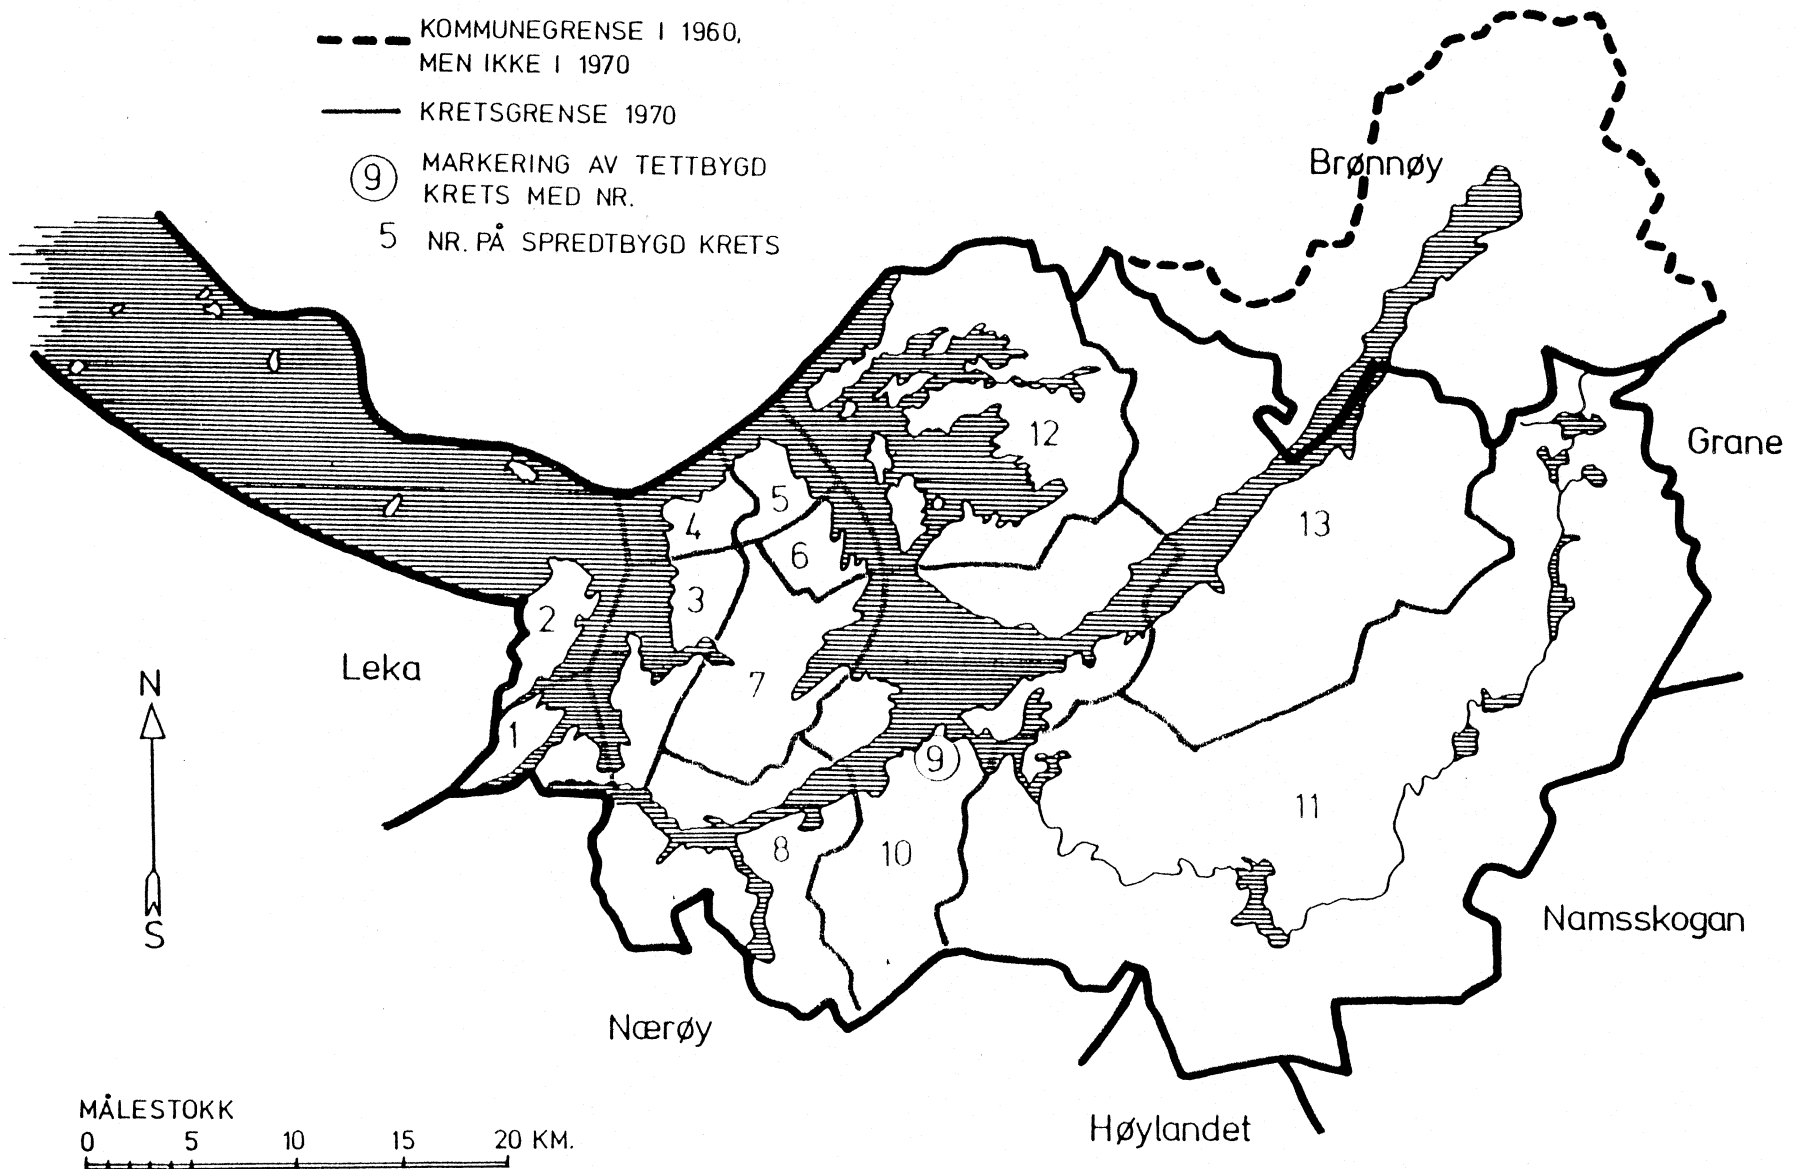 KOMMUNEGRENSE I 1960,
MEN IKKE I 1970
KRETSGRENSE 1970
9 MARKERING AV TETTBYGD
KRETS MED NR.
5 NR. PÅ SPREDTBYGD KRETS
Brønnøy
12
Grane
4
5
13
6
3
2
Leka
7
N
1
9
11
8
10
Namsskogan
S
Nærøy
Høylandet
MÅLESTOKK
0 5 10 15 20 KM.